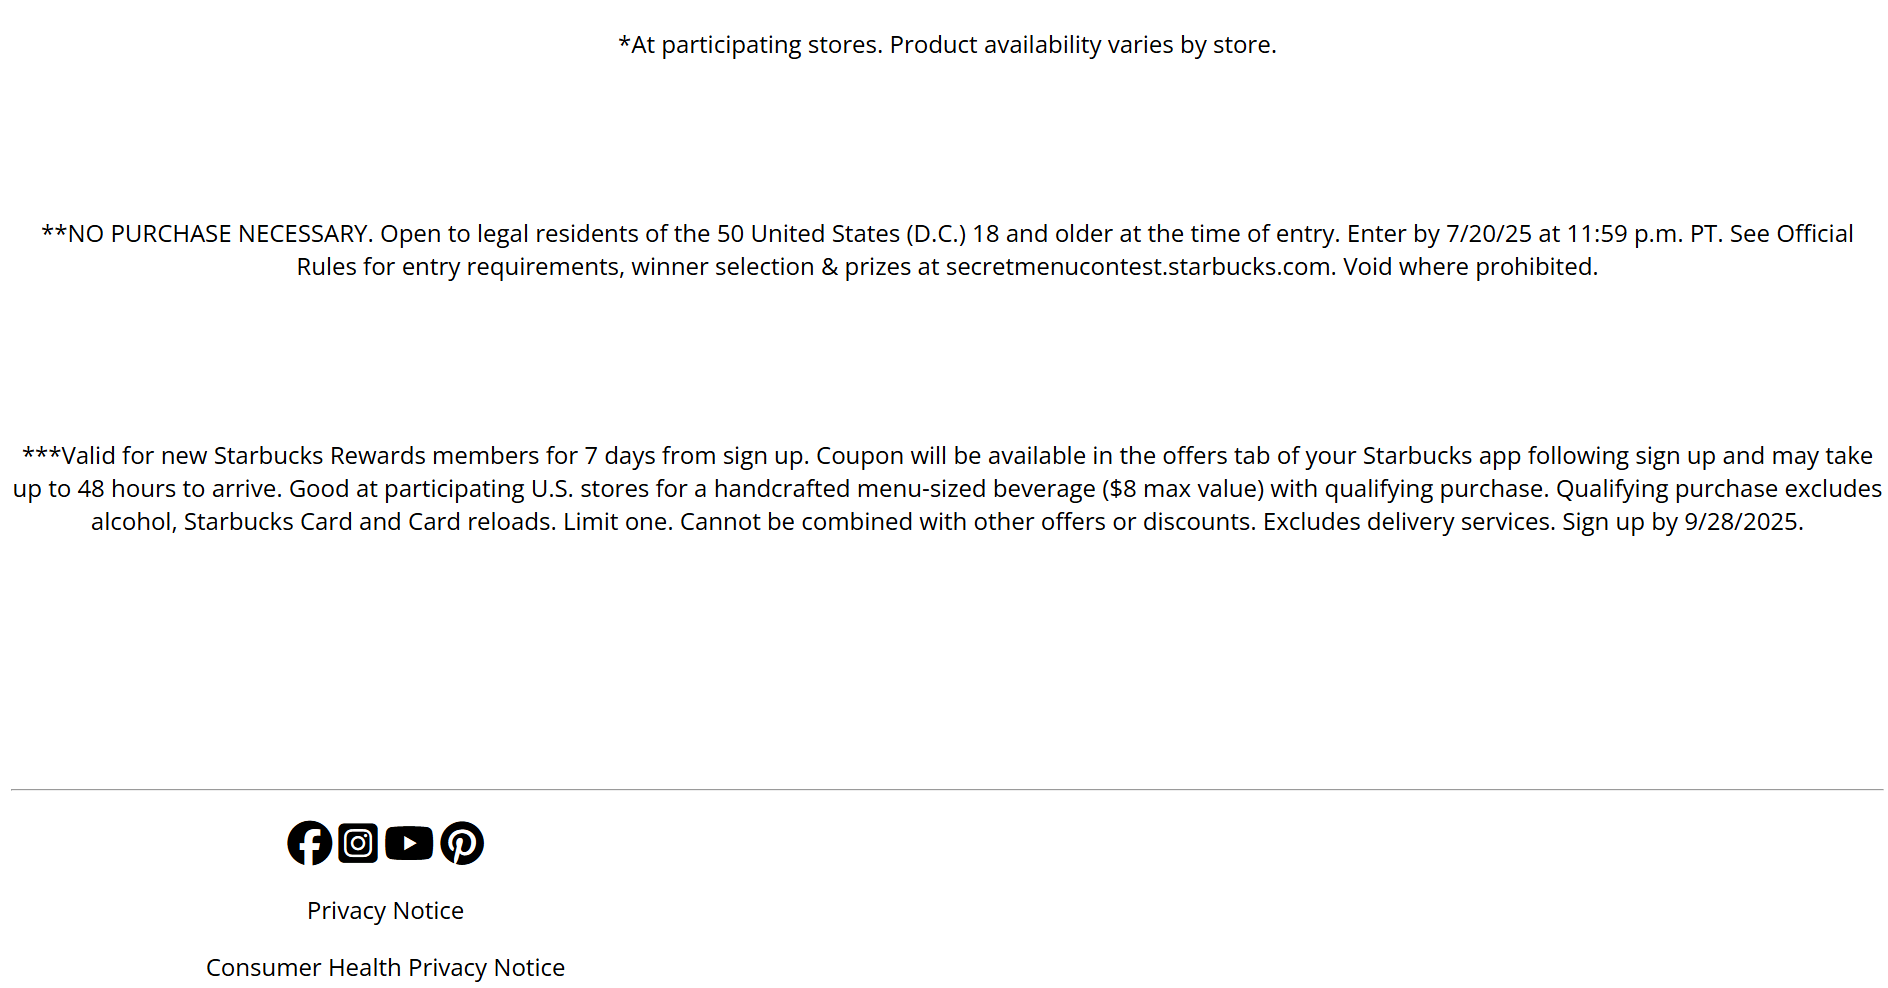 *At participating stores. Product availability varies by store.
**NO PURCHASE NECESSARY. Open to legal residents of the 50 United States (D.C.) 18 and older at the time of entry. Enter by 7/20/25 at 11:59 p.m. PT. See Official
Rules for entry requirements, winner selection & prizes at secretmenucontest.starbucks.com. Void where prohibited.
***Valid for new Starbucks Rewards members for 7 days from sign up. Coupon will be available in the offers tab of your Starbucks app following sign up and may take
up to 48 hours to arrive. Good at participating U.S. stores for a handcrafted menu-sized beverage ($8 max value) with qualifying purchase. Qualifying purchase excludes
alcohol, Starbucks Card and Card reloads. Limit one. Cannot be combined with other offers or discounts. Excludes delivery services. Sign up by 9/28/2025.
Privacy Notice
Consumer Health Privacy Notice